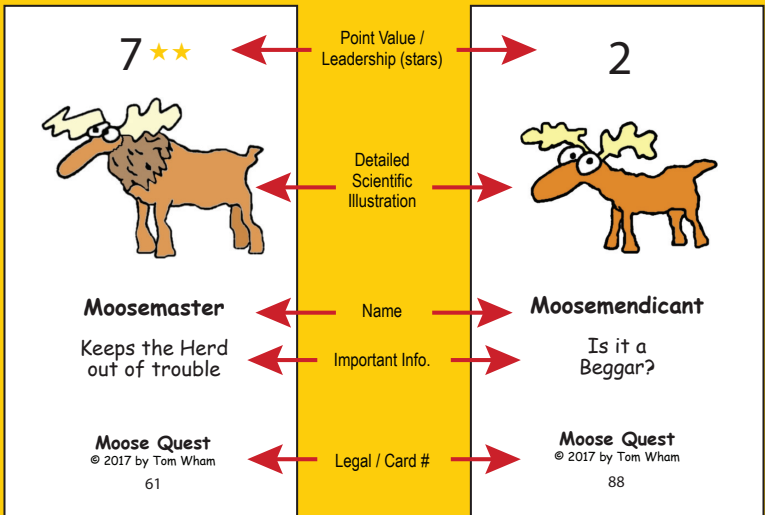 7 ★★
Point Value /
Leadership (stars)
2
Detailed
Scientific
Illustration
Moosemaster
Name
Moosemendicant
Keeps the Herd
out of trouble
Important Info.
Is it a
Beggar?
Moose Quest
© 2017 by Tom Wham
61
Legal / Card #
Moose Quest
© 2017 by Tom Wham
88